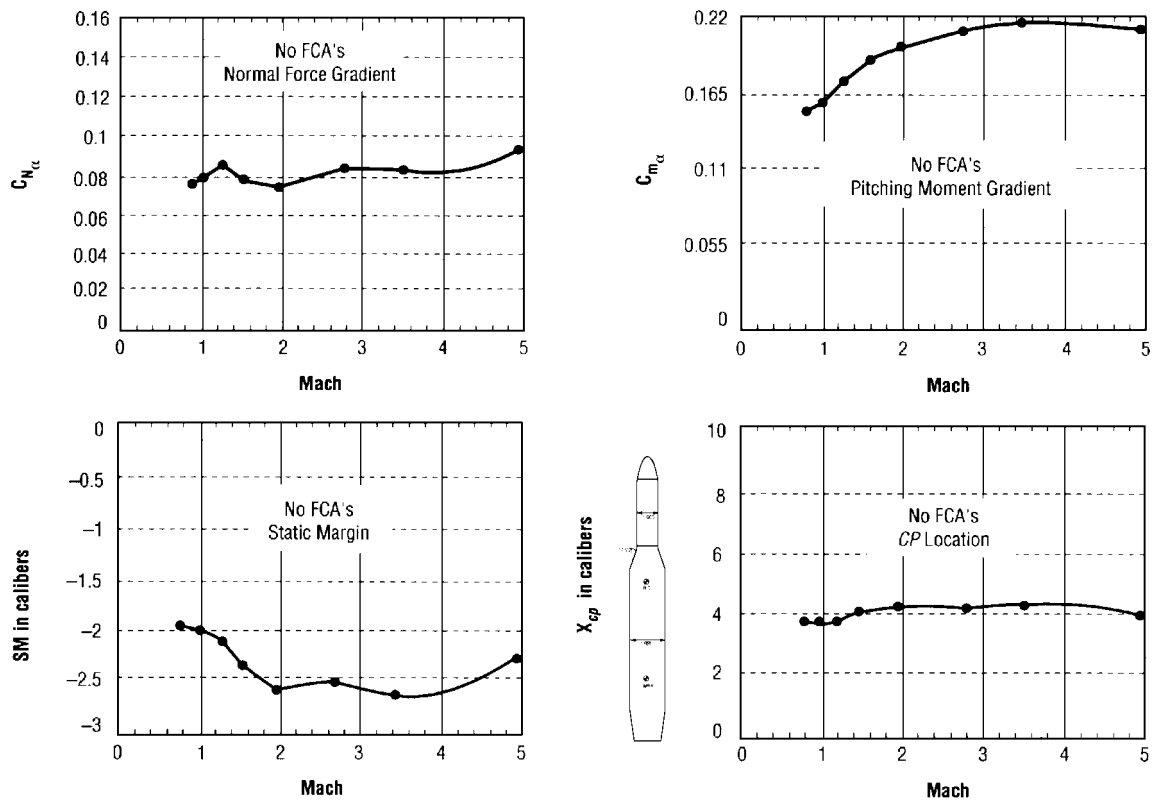 0.16
0.14
0.12
0.1
0.08
0.06
0.04
0.02
0
C_Nα
No FCA's
Normal Force Gradient
0 1 2 3 4 5
Mach
0.22
0.165
0.11
0.055
0
C_mα
No FCA's
Pitching Moment Gradient
0 1 2 3 4 5
Mach
0
−0.5
−1
−1.5
−2
−2.5
−3
SM in calibers
No FCA's
Static Margin
0 1 2 3 4 5
Mach
10
8
6
4
2
0
X_cp in calibers
No FCA's
CP Location
0 1 2 3 4 5
Mach